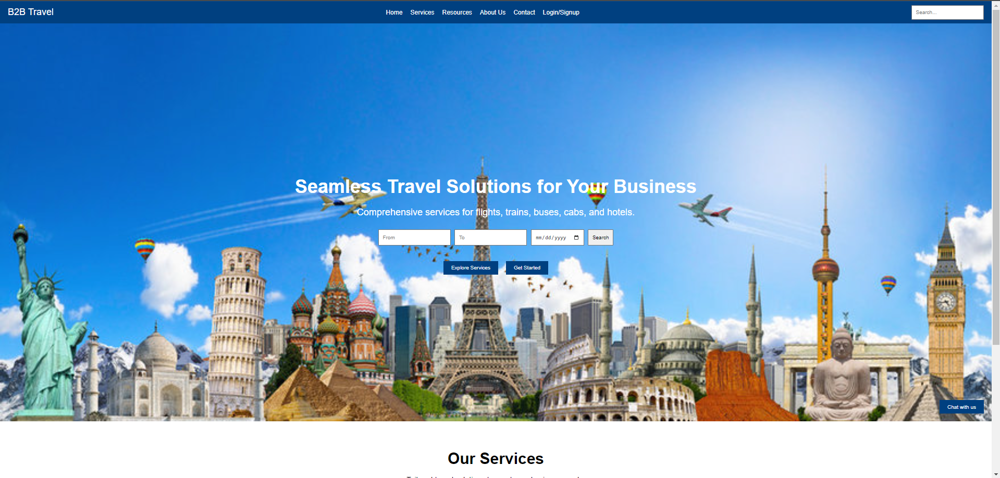 B2B Travel
Home Services Resources About Us Contact Login/Signup
Search...
Seamless Travel Solutions for Your Business
Comprehensive services for flights, trains, buses, cabs, and hotels.
From To mm/dd/yyyy Search
Explore Services Get Started
Chat with us
Our Services